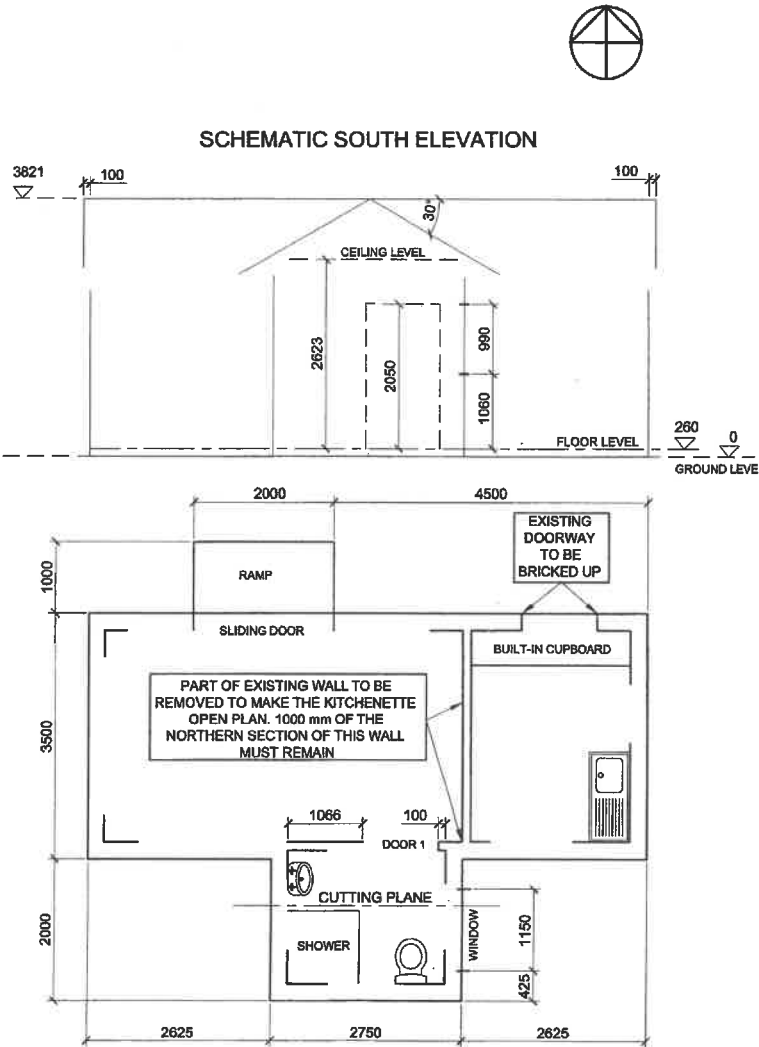 SCHEMATIC SOUTH ELEVATION
3821
100
100
30°
CEILING LEVEL
2623
2050
990
1060
FLOOR LEVEL
260
0
GROUND LEVE
2000
4500
EXISTING
DOORWAY
TO BE
BRICKED UP
1000
RAMP
SLIDING DOOR
BUILT-IN CUPBOARD
PART OF EXISTING WALL TO BE
REMOVED TO MAKE THE KITCHENETTE
OPEN PLAN. 1000 mm OF THE
NORTHERN SECTION OF THIS WALL
MUST REMAIN
3500
1066
100
DOOR 1
CUTTING PLANE
2000
SHOWER
WINDOW
1150
425
2625
2750
2625